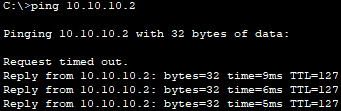 C:\>ping 10.10.10.2
Pinging 10.10.10.2 with 32 bytes of data:
Request timed out.
Reply from 10.10.10.2: bytes=32 time=9ms TTL=127
Reply from 10.10.10.2: bytes=32 time=6ms TTL=127
Reply from 10.10.10.2: bytes=32 time=5ms TTL=127